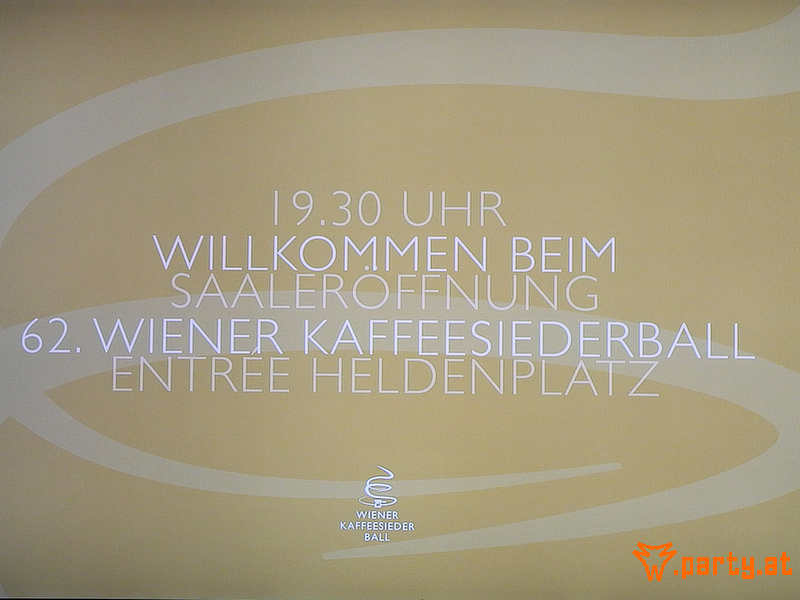 19.30 UHR
WILLKOMMEN BEIM
SAALERÖFFNUNG
62. WIENER KAFFEESIEDERBALL
ENTRÉE HELDENPLATZ
WIENER
KAFFEESIEDER
BALL
party.at